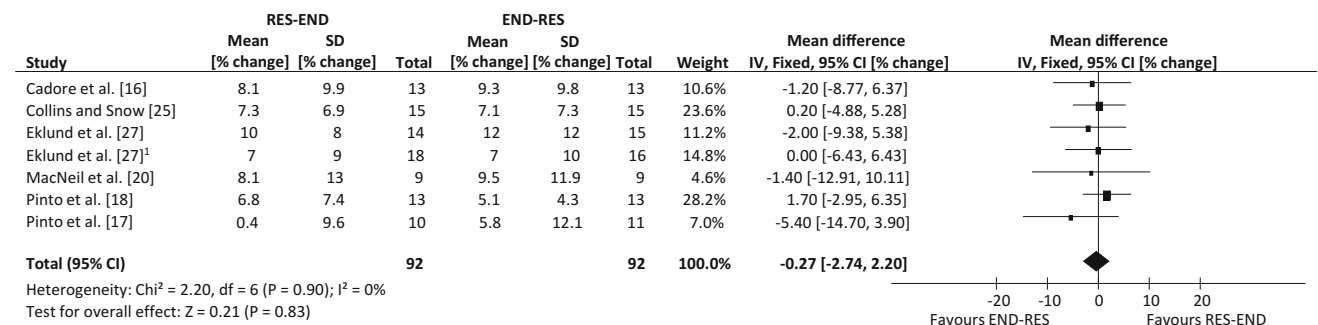 RES-END END-RES
Mean SD Mean SD Mean difference Mean difference
Study [% change] [% change] Total [% change] [% change] Total Weight IV, Fixed, 95% CI [% change] IV, Fixed, 95% CI [% change]
Cadore et al. [16] 8.1 9.9 13 9.3 9.8 13 10.6% -1.20 [-8.77, 6.37]
Collins and Snow [25] 7.3 6.9 15 7.1 7.3 15 23.6% 0.20 [-4.88, 5.28]
Eklund et al. [27] 10 8 14 12 12 15 11.2% -2.00 [-9.38, 5.38]
Eklund et al. [27]¹ 7 9 18 7 10 16 14.8% 0.00 [-6.43, 6.43]
MacNeil et al. [20] 8.1 13 9 9.5 11.9 9 4.6% -1.40 [-12.91, 10.11]
Pinto et al. [18] 6.8 7.4 13 5.1 4.3 13 28.2% 1.70 [-2.95, 6.35]
Pinto et al. [17] 0.4 9.6 10 5.8 12.1 11 7.0% -5.40 [-14.70, 3.90]
Total (95% CI) 92 92 100.0% -0.27 [-2.74, 2.20]
Heterogeneity: Chi² = 2.20, df = 6 (P = 0.90); I² = 0%
Test for overall effect: Z = 0.21 (P = 0.83)
-20 -10 0 10 20
Favours END-RES Favours RES-END